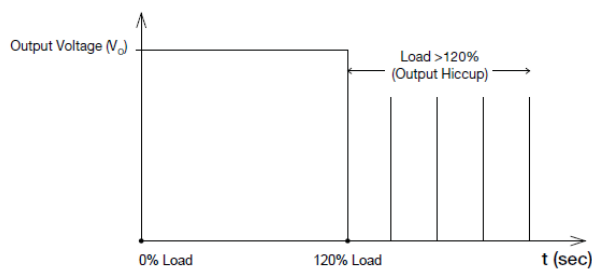 Output Voltage (Vo)
Load >120%
(Output Hiccup)
0% Load
120% Load
t (sec)